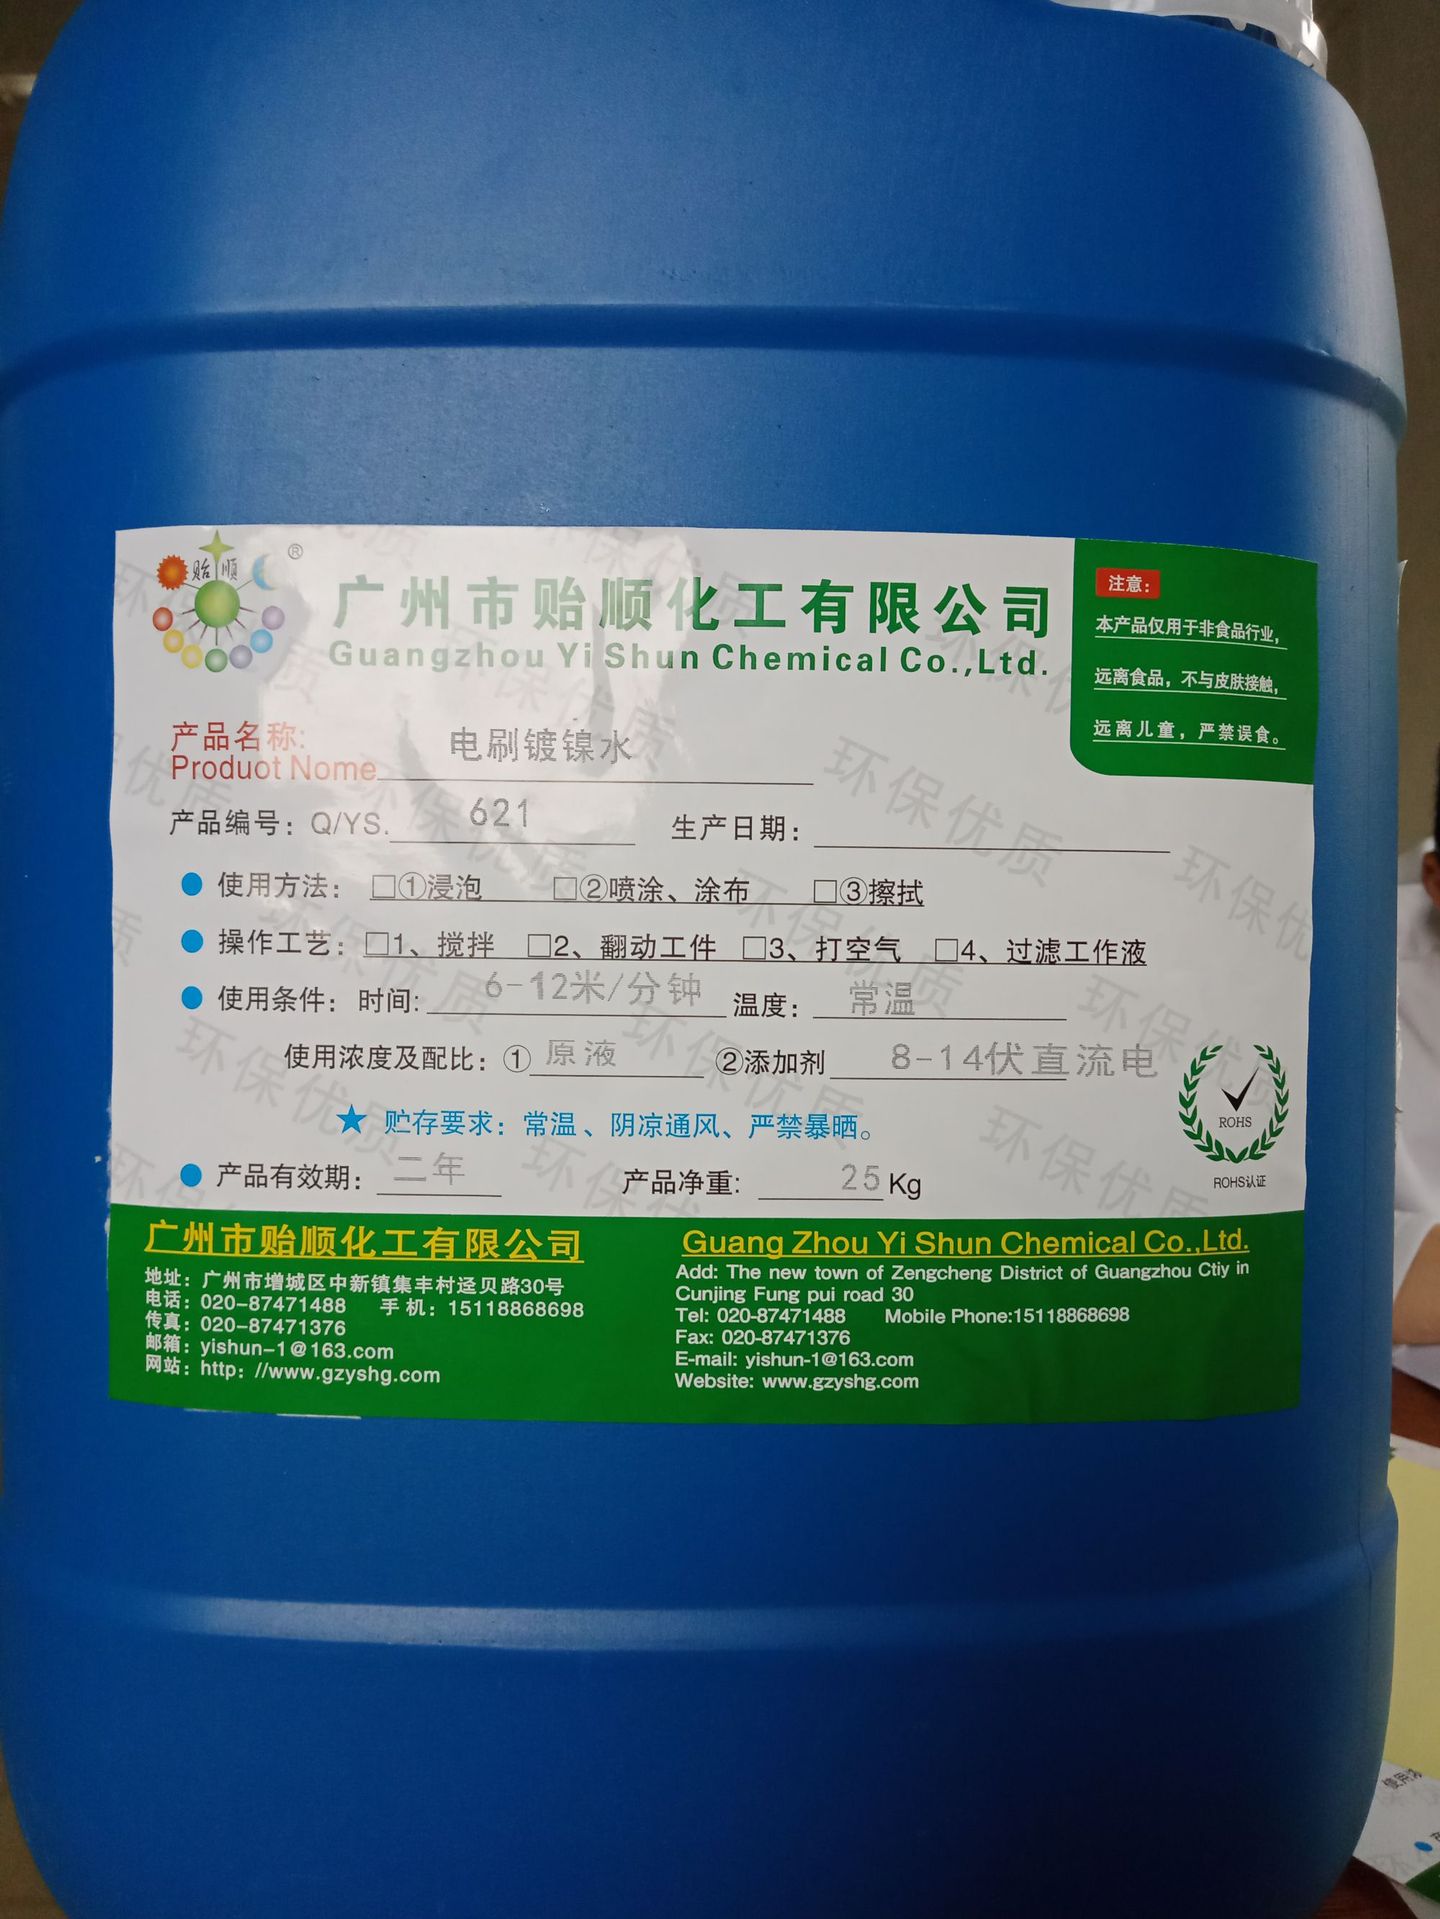 贻顺 ®
广州市贻顺化工有限公司
Guangzhou Yi Shun Chemical Co.,Ltd.
注意：
本产品仅用于非食品行业，
远离食品，不与皮肤接触，
远离儿童，严禁误食。
产品名称: 电刷镀镍水
Produot Nome
产品编号：Q/YS. 621 生产日期：
使用方法：□①浸泡 □②喷涂、涂布 □③擦拭
操作工艺：□1、搅拌 □2、翻动工件 □3、打空气 □4、过滤工作液
使用条件：时间: 6-12米/分钟 温度：常温
使用浓度及配比：①原液 ②添加剂 8-14伏直流电
★ 贮存要求：常温、阴凉通风、严禁暴晒。
产品有效期：二年 产品净重: 25 Kg
ROHS
ROHS认证
广州市贻顺化工有限公司
地址：广州市增城区中新镇集丰村迳贝路30号
电话：020-87471488 手机：15118868698
传真：020-87471376
邮箱：yishun-1@163.com
网站：http：//www.gzyshg.com
Guang Zhou Yi Shun Chemical Co.,Ltd.
Add: The new town of Zengcheng District of Guangzhou Ctiy in
Cunjing Fung pui road 30
Tel: 020-87471488 Mobile Phone:15118868698
Fax: 020-87471376
E-mail: yishun-1@163.com
Website: www.gzyshg.com
环保优质
使用浓